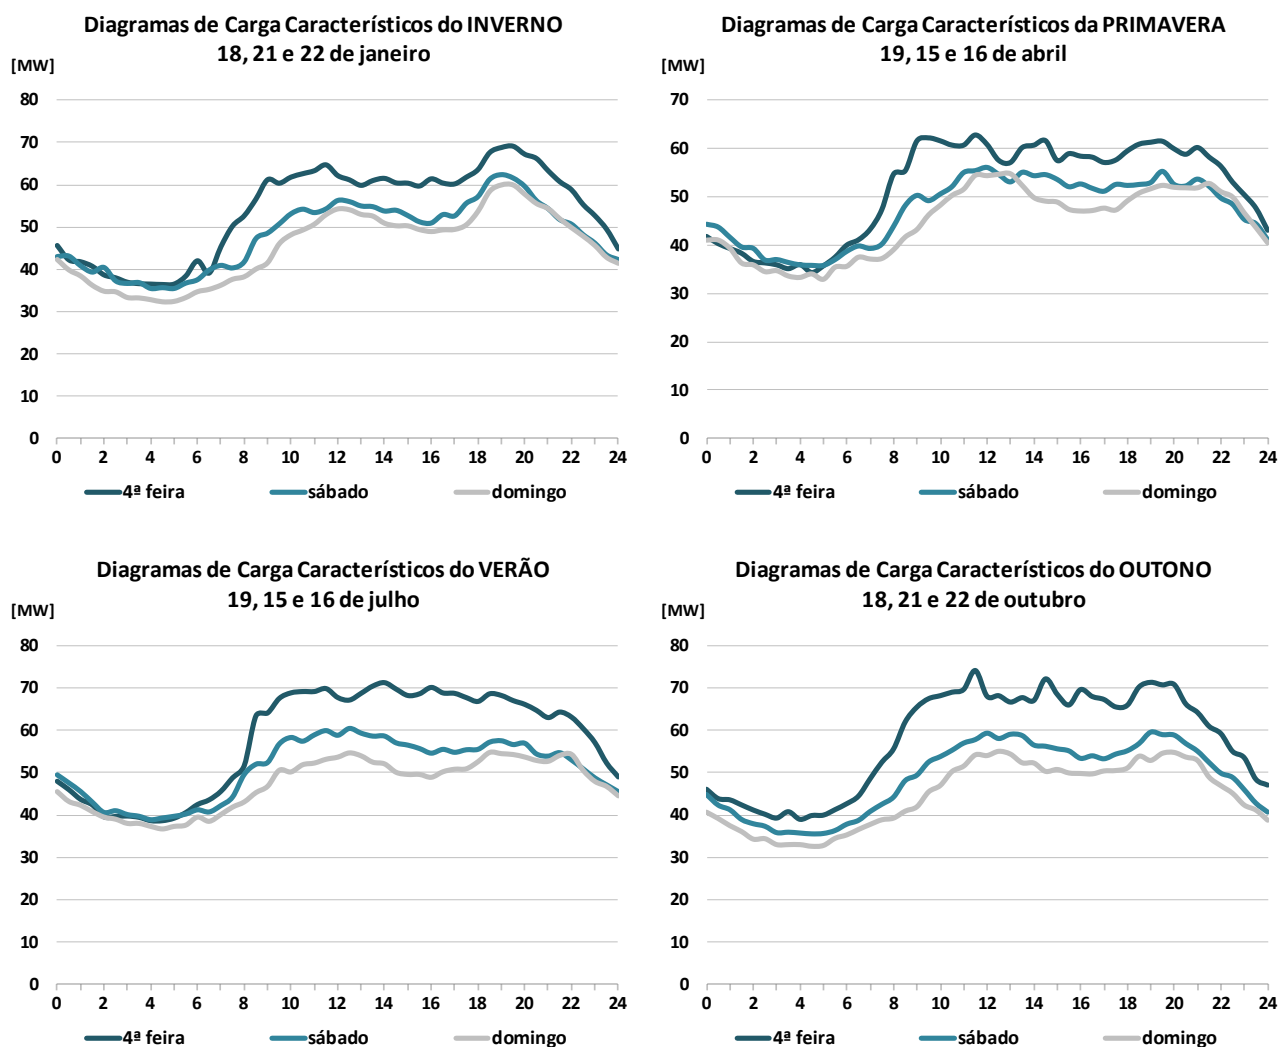 Diagramas de Carga Característicos do INVERNO
18, 21 e 22 de janeiro
[MW]
80
70
60
50
40
30
20
10
0
0 2 4 6 8 10 12 14 16 18 20 22 24
4ª feira sábado domingo
Diagramas de Carga Característicos da PRIMAVERA
19, 15 e 16 de abril
[MW]
70
60
50
40
30
20
10
0
0 2 4 6 8 10 12 14 16 18 20 22 24
4ª feira sábado domingo
Diagramas de Carga Característicos do VERÃO
19, 15 e 16 de julho
[MW]
80
70
60
50
40
30
20
10
0
0 2 4 6 8 10 12 14 16 18 20 22 24
4ª feira sábado domingo
Diagramas de Carga Característicos do OUTONO
18, 21 e 22 de outubro
[MW]
80
70
60
50
40
30
20
10
0
0 2 4 6 8 10 12 14 16 18 20 22 24
4ª feira sábado domingo